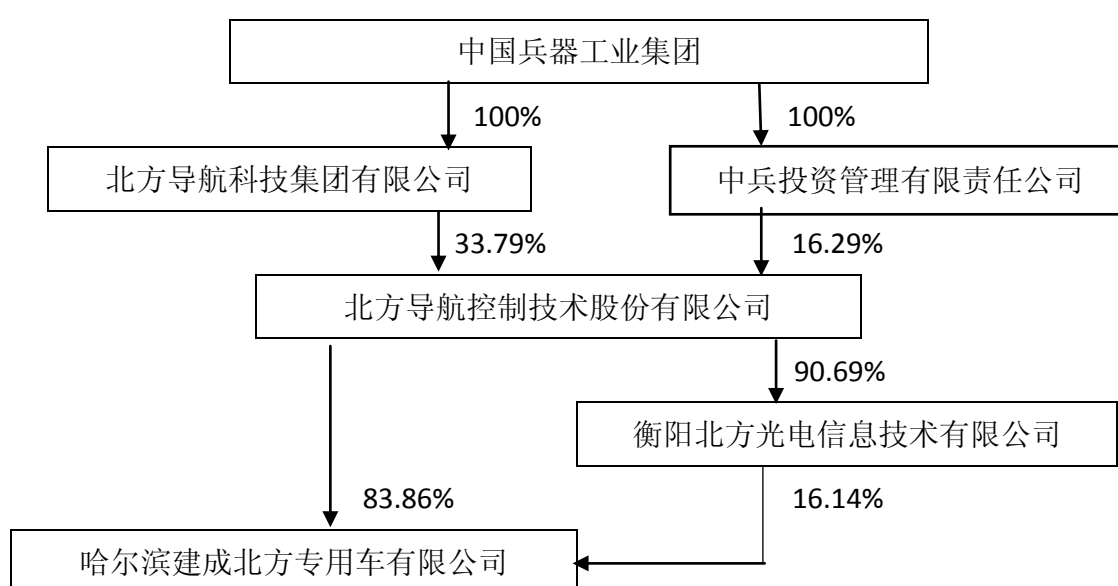 中国兵器工业集团
100%
100%
北方导航科技集团有限公司
中兵投资管理有限责任公司
33.79%
16.29%
北方导航控制技术股份有限公司
90.69%
衡阳北方光电信息技术有限公司
83.86%
16.14%
哈尔滨建成北方专用车有限公司